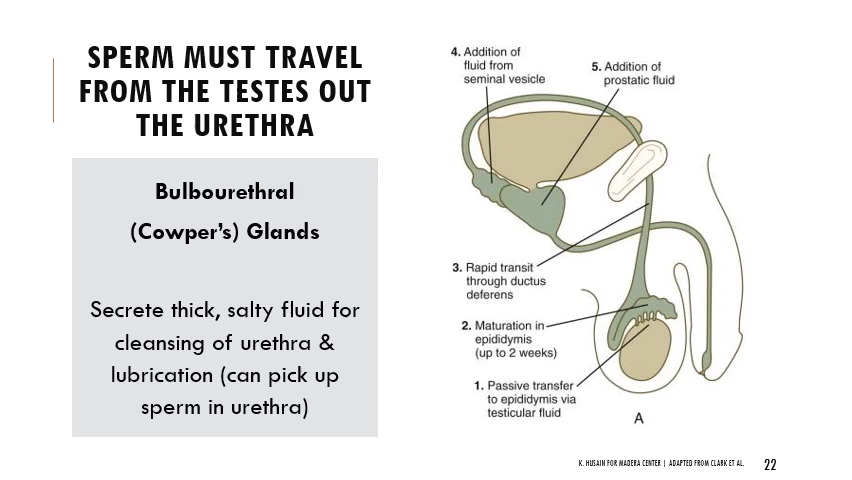 SPERM MUST TRAVEL
FROM THE TESTES OUT
THE URETHRA
Bulbourethral
(Cowper's) Glands
Secrete thick, salty fluid for
cleansing of urethra &
lubrication (can pick up
sperm in urethra)
4. Addition of
fluid from
seminal vesicle
5. Addition of
prostatic fluid
3. Rapid transit
through ductus
deferens
2. Maturation in
epididymis
(up to 2 weeks)
1. Passive transfer
to epididymis via
testicular fluid
A
K. HUSAIN FOR MADERA CENTER | ADAPTED FROM CLARK ET AL.
22